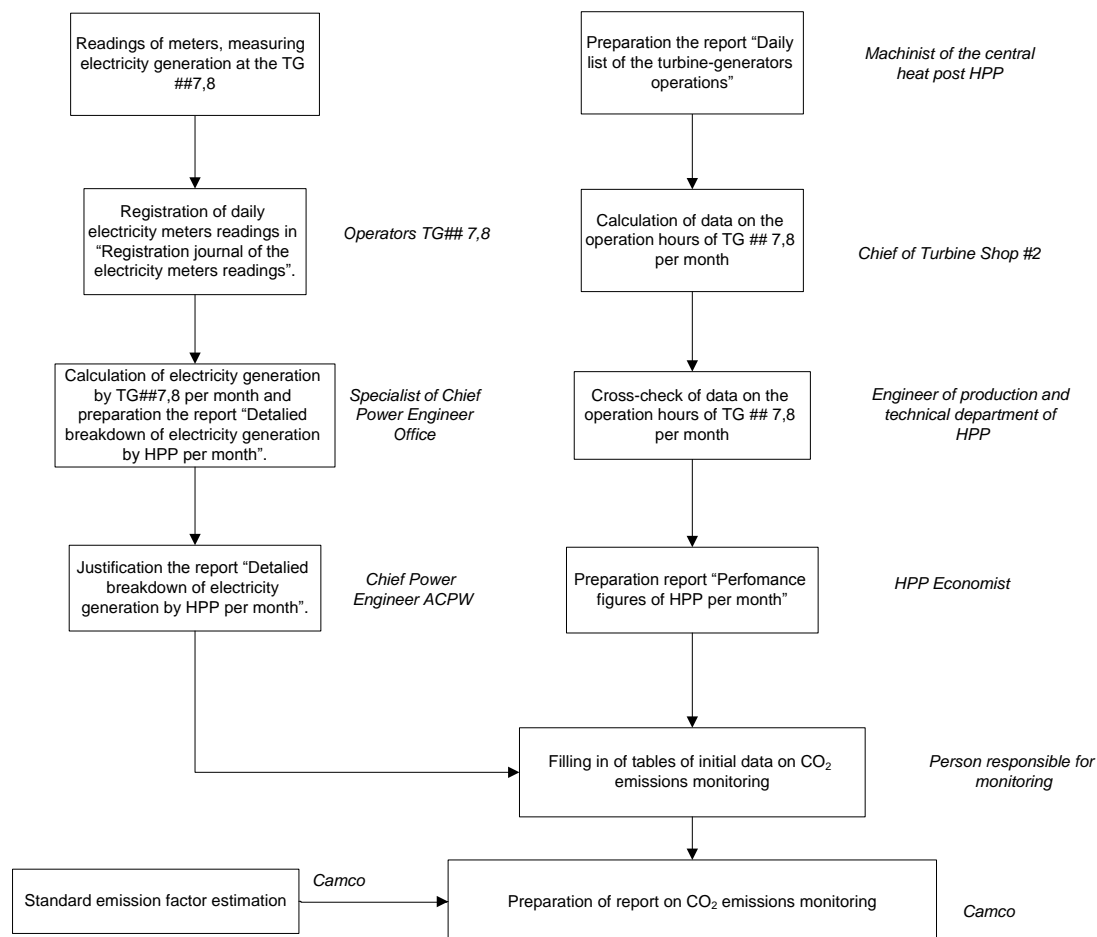 Readings of meters, measuring
electricity generation at the TG
##7,8
Preparation the report “Daily
list of the turbine-generators
operations”
Machinist of the central
heat post HPP
Registration of daily
electricity meters readings in
“Registration journal of the
electricity meters readings”.
Operators TG## 7,8
Calculation of data on the
operation hours of TG ## 7,8
per month
Chief of Turbine Shop #2
Calculation of electricity generation
by TG##7,8 per month and
preparation the report “Detalied
breakdown of electricity generation
by HPP per month”.
Specialist of Chief
Power Engineer
Office
Cross-check of data on the
operation hours of TG ## 7,8
per month
Engineer of production and
technical department of
HPP
Justification the report “Detalied
breakdown of electricity
generation by HPP per month”.
Chief Power
Engineer ACPW
Preparation report “Perfomance
figures of HPP per month”
HPP Economist
Filling in of tables of initial data on CO₂
emissions monitoring
Person responsible for
monitoring
Standard emission factor estimation
Camco
Preparation of report on CO₂ emissions monitoring
Camco